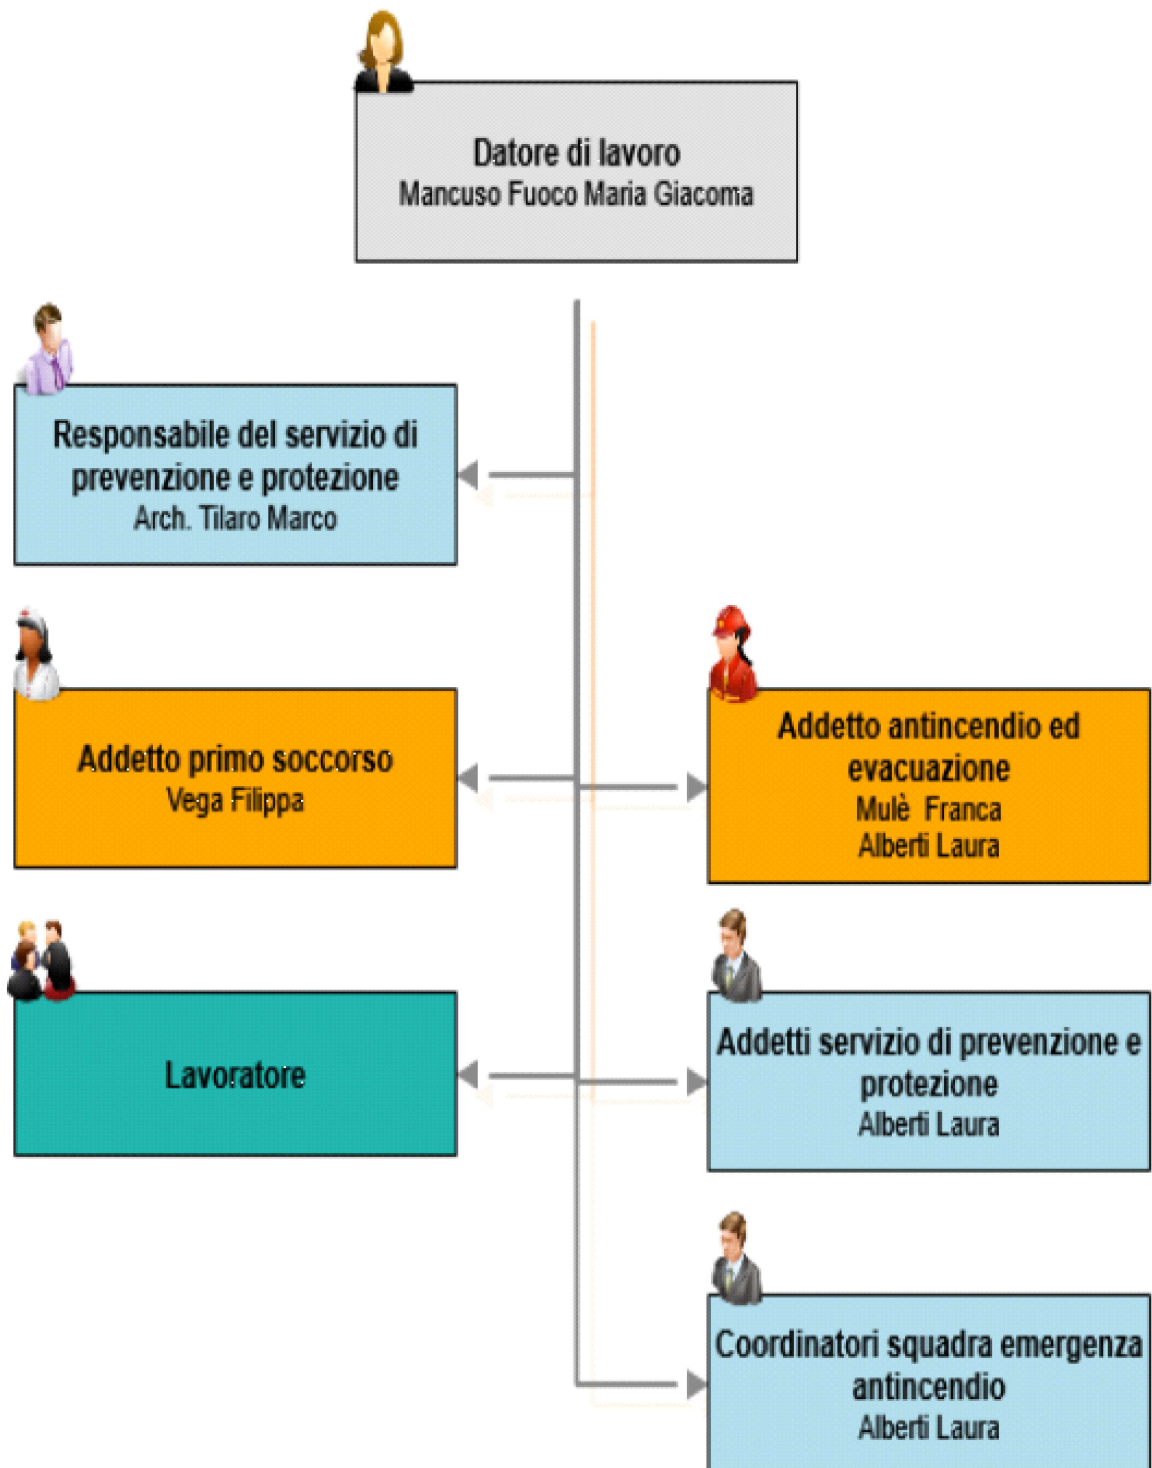 Datore di lavoro
Mancuso Fuoco Maria Giacoma
Responsabile del servizio di
prevenzione e protezione
Arch. Tilaro Marco
Addetto primo soccorso
Vega Filippa
Addetto antincendio ed
evacuazione
Mulè Franca
Alberti Laura
Lavoratore
Addetti servizio di prevenzione e
protezione
Alberti Laura
Coordinatori squadra emergenza
antincendio
Alberti Laura